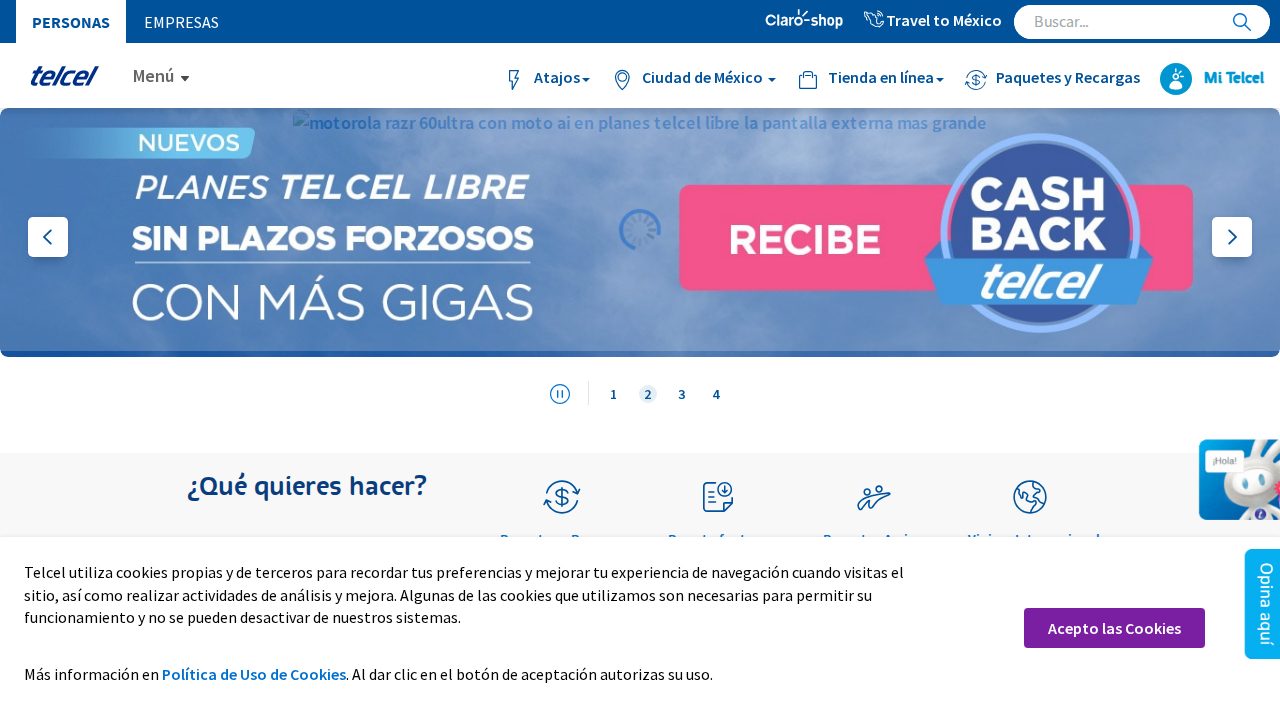 PERSONAS
EMPRESAS
Claro-shop
Travel to México
Buscar...
telcel
Menú
Atajos
Ciudad de México
Tienda en línea
Paquetes y Recargas
Mi Telcel
motorola razr 60ultra con moto ai en planes telcel libre la pantalla externa mas grande
NUEVOS
PLANES TELCEL LIBRE
SIN PLAZOS FORZOSOS
CON MÁS GIGAS
RECIBE
CASH
BACK
telcel
1 2 3 4
¿Qué quieres hacer?
¡Hola!
Telcel utiliza cookies propias y de terceros para recordar tus preferencias y mejorar tu experiencia de navegación cuando visitas el
sitio, así como realizar actividades de análisis y mejora. Algunas de las cookies que utilizamos son necesarias para permitir su
funcionamiento y no se pueden desactivar de nuestros sistemas.
Acepto las Cookies
Opina aquí
Más información en Política de Uso de Cookies. Al dar clic en el botón de aceptación autorizas su uso.